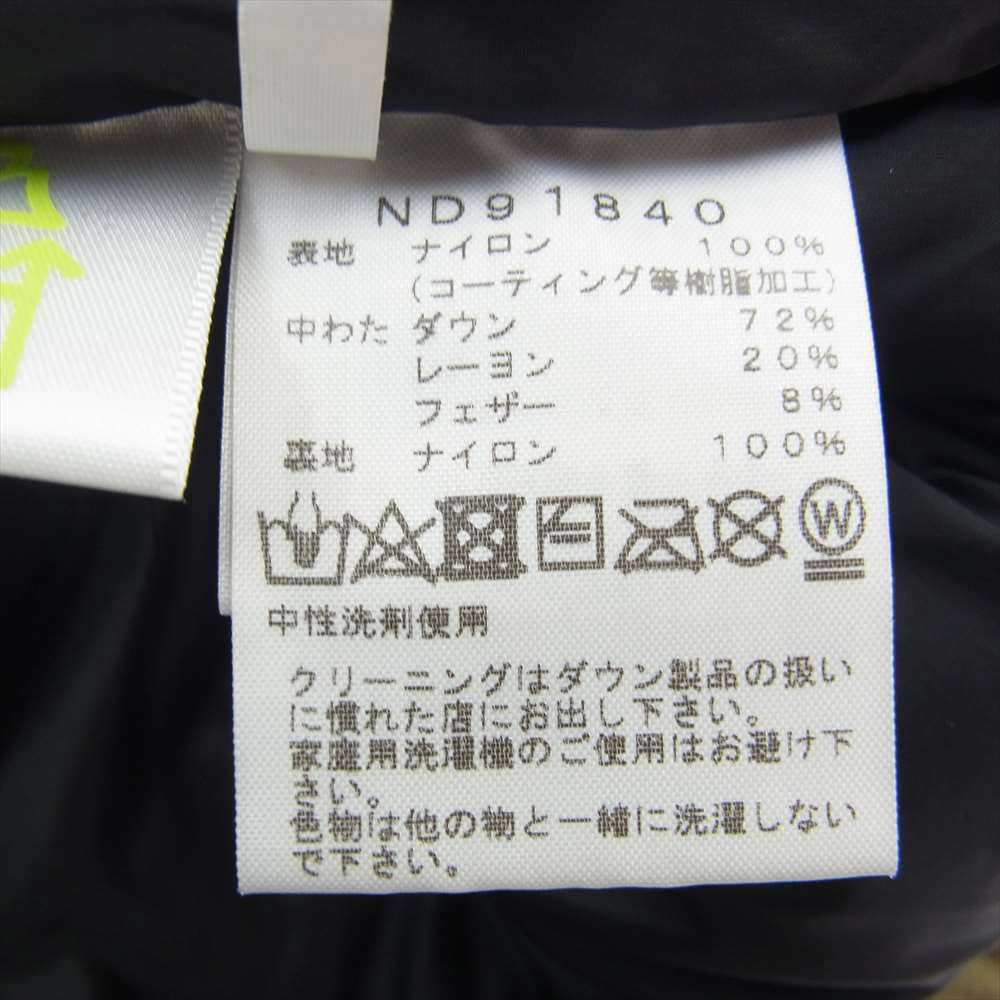 ND91840
表地 ナイロン 100%
(コーティング等樹脂加工)
中わた ダウン 72%
レーヨン 20%
フェザー 8%
裏地 ナイロン 100%
W
中性洗剤使用
クリーニングはダウン製品の扱い
に慣れた店にお出し下さい。
家庭用洗濯機のご使用はお避け下
さい。
色物は他の物と一緒に洗濯しない
で下さい。